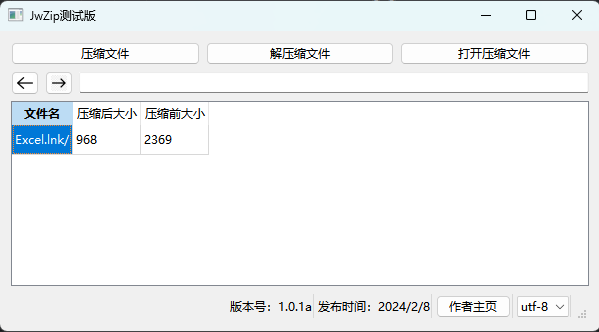 JwZip测试版
压缩文件 解压缩文件 打开压缩文件
文件名 压缩后大小 压缩前大小
Excel.lnk/ 968 2369
版本号：1.0.1a 发布时间：2024/2/8 作者主页 utf-8